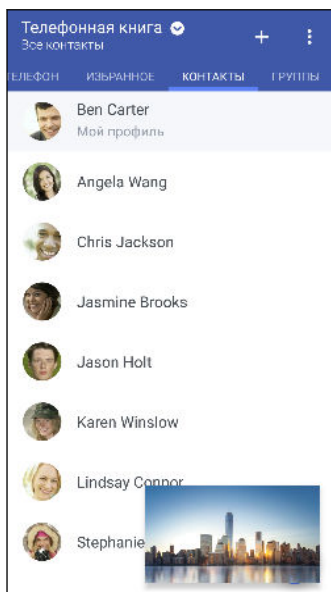 Телефонная книга
Все контакты
ТЕЛЕФОН ИЗБРАННОЕ КОНТАКТЫ ГРУППЫ
Ben Carter
Мой профиль
Angela Wang
Chris Jackson
Jasmine Brooks
Jason Holt
Karen Winslow
Lindsay Connor
Stephanie